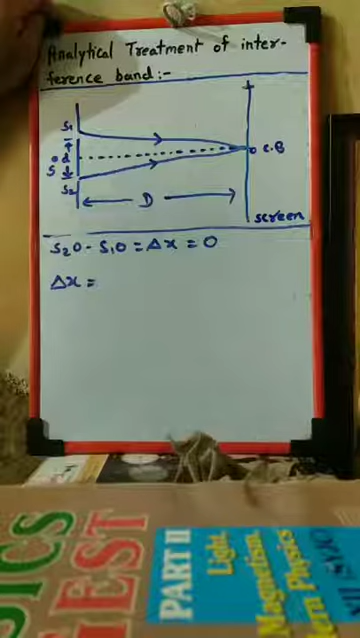 Analytical Treatment of inter-
ference band:-
S1
d
S
S2
O C.B
D
screen
S2O - S1O = Δx = 0
Δx =
PART II
Light,
Magnetism,
Physics